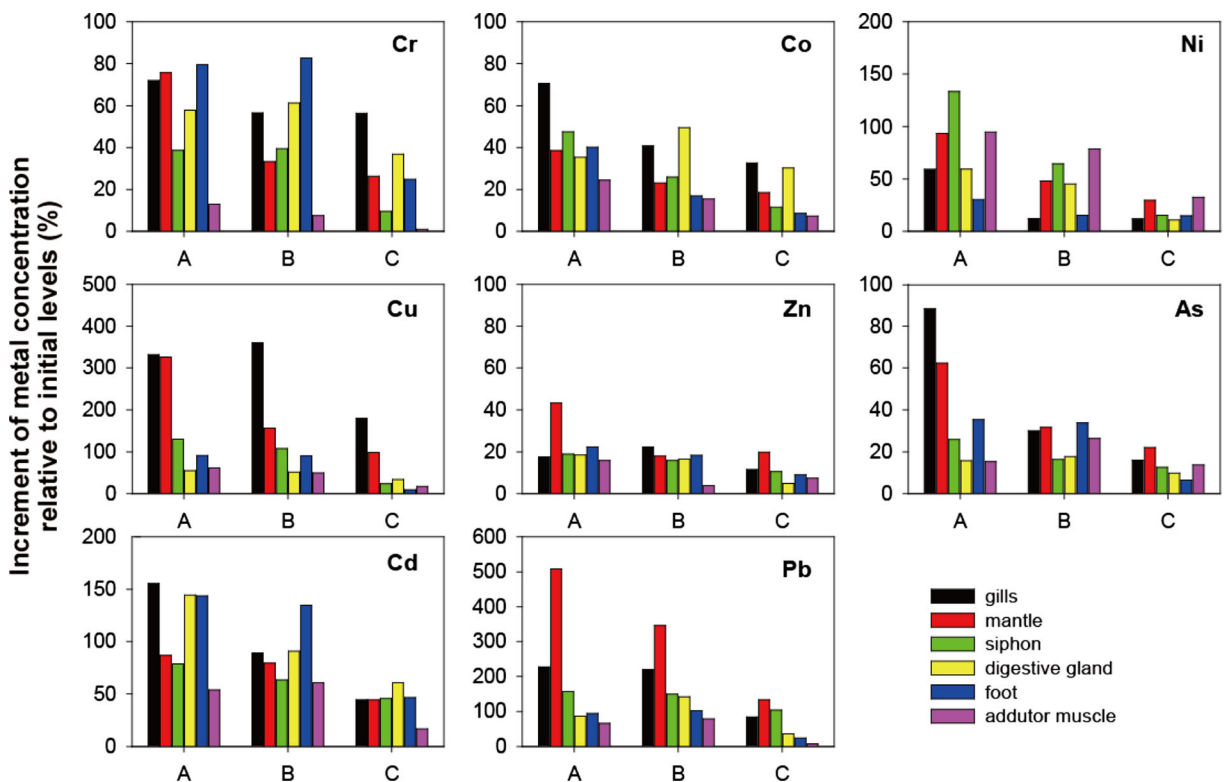 Increment of metal concentration
relative to initial levels (%)
Cr
100
80
60
40
20
0
A B C
Co
100
80
60
40
20
0
A B C
Ni
200
150
100
50
0
A B C
Cu
500
400
300
200
100
0
A B C
Zn
100
80
60
40
20
0
A B C
As
100
80
60
40
20
0
A B C
Cd
200
150
100
50
0
A B C
Pb
600
500
400
300
200
100
0
A B C
gills
mantle
siphon
digestive gland
foot
addutor muscle